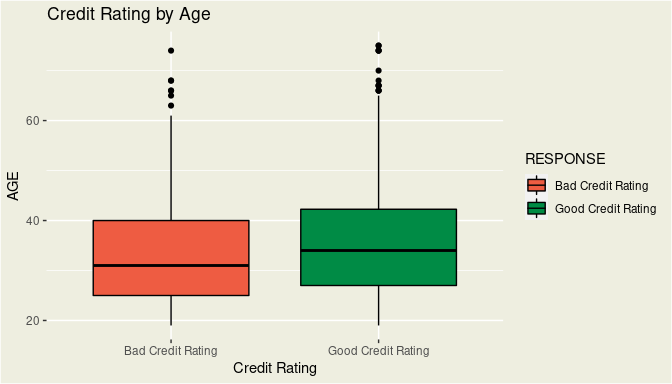 Credit Rating by Age
AGE
60
40
20
Bad Credit Rating
Good Credit Rating
Credit Rating
RESPONSE
Bad Credit Rating
Good Credit Rating